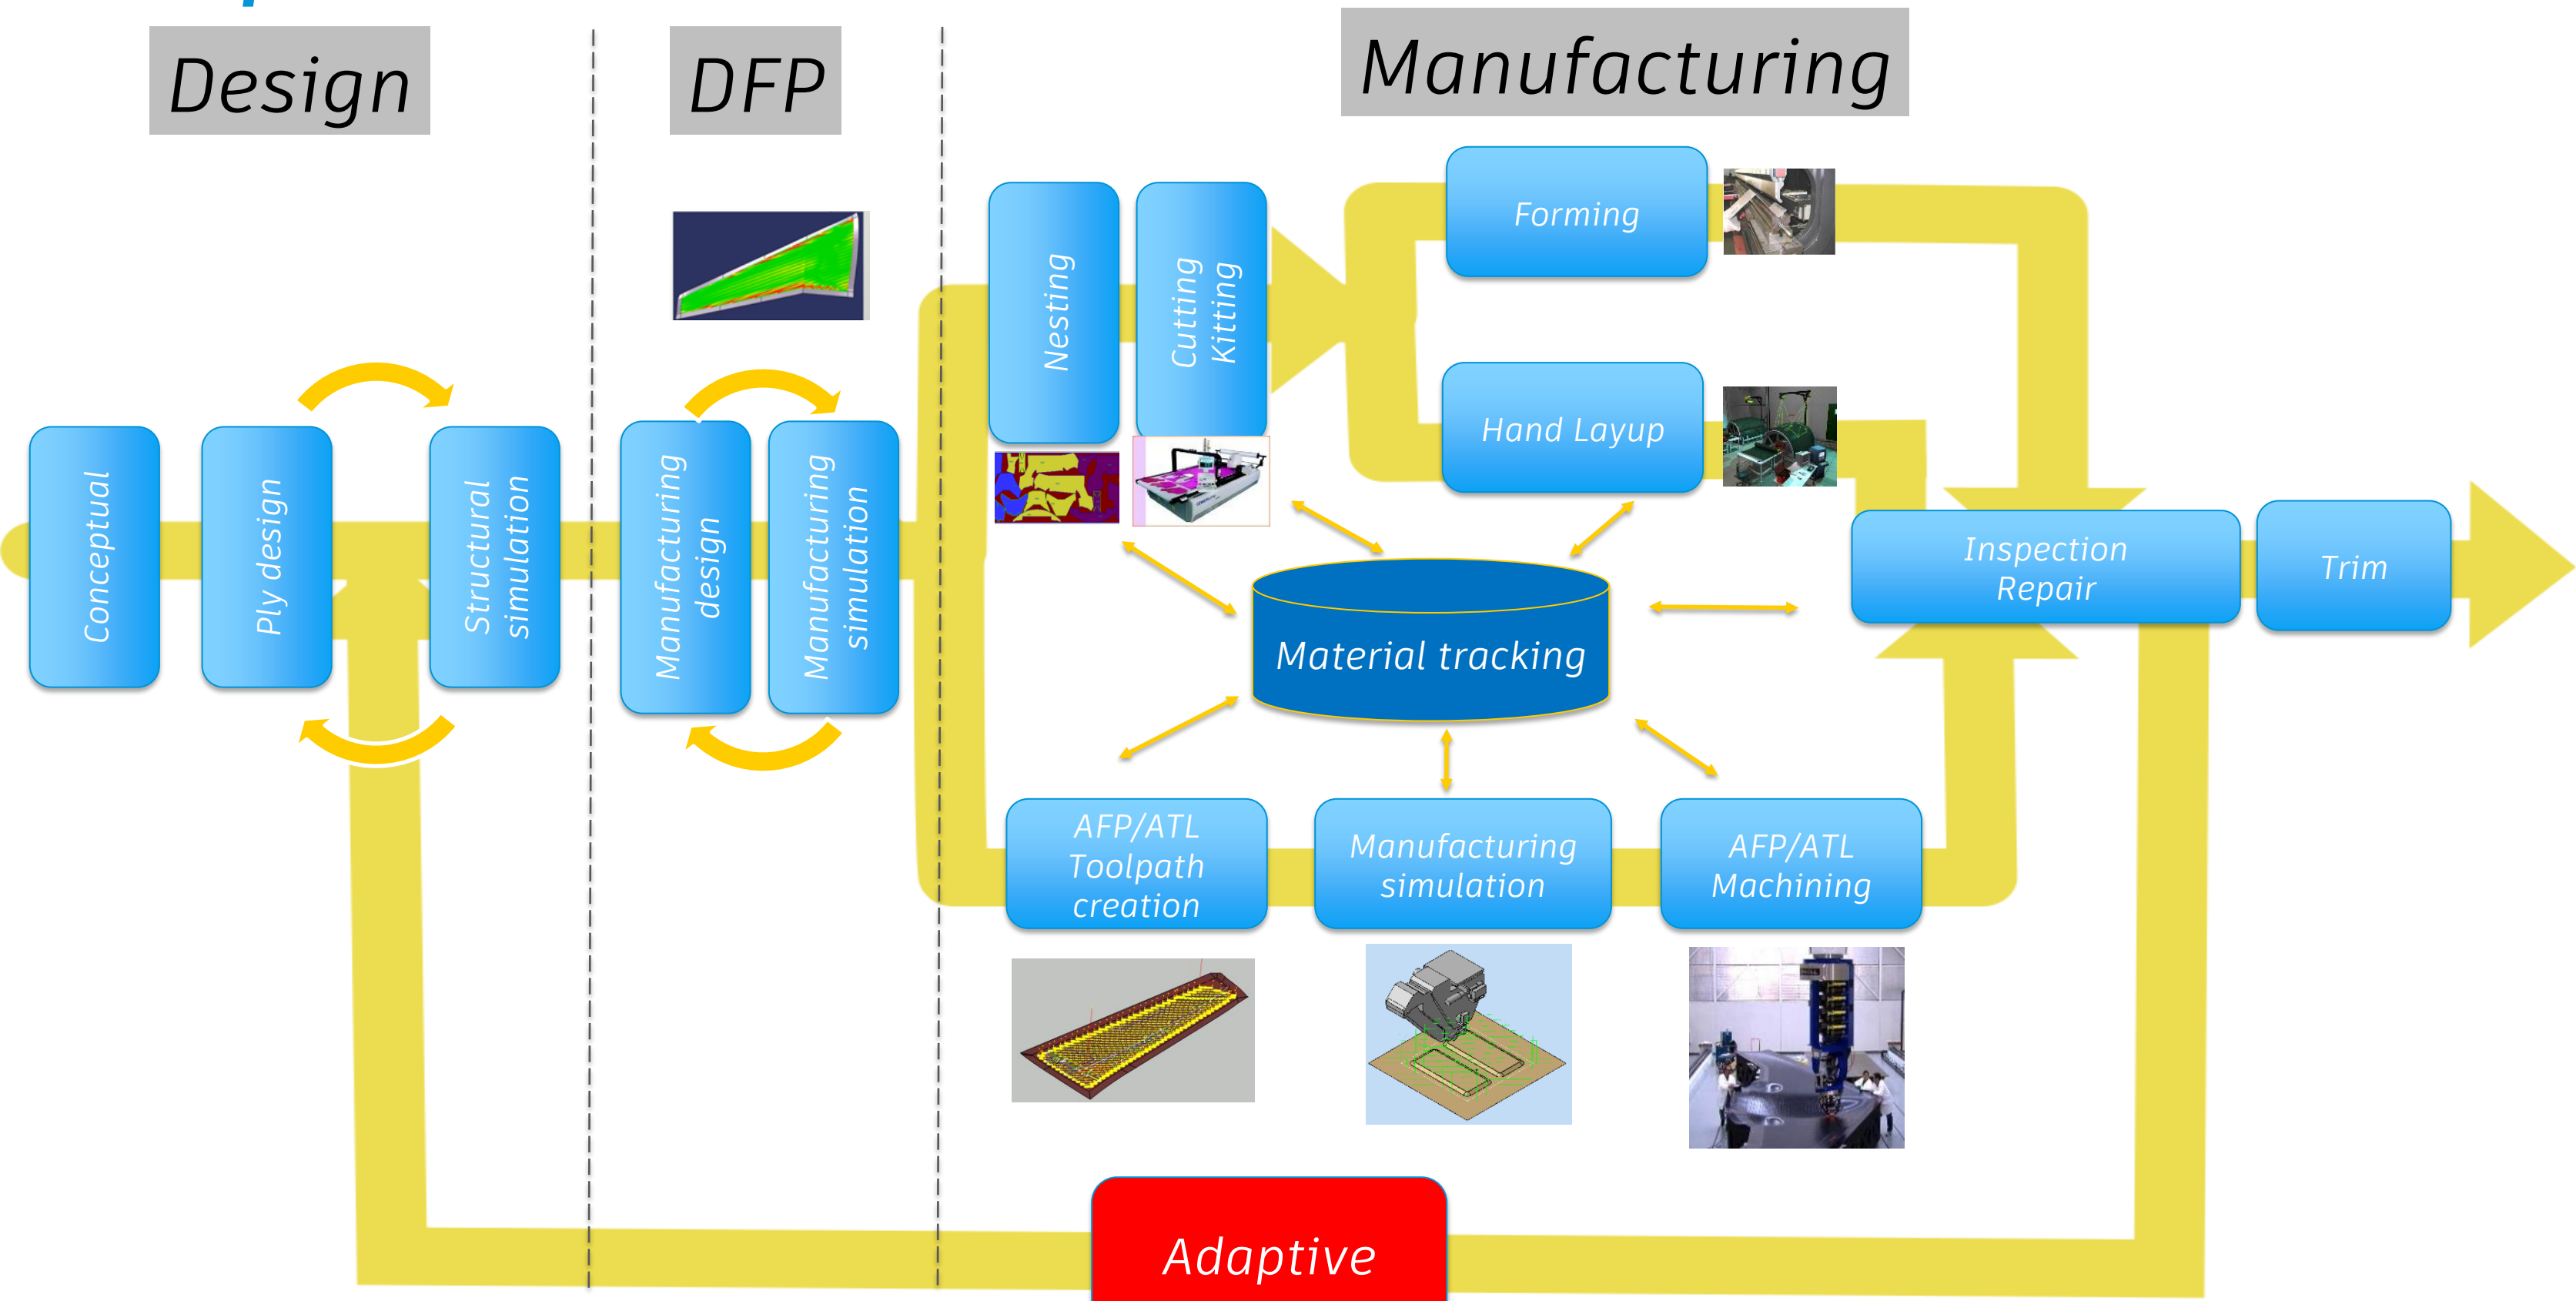 Design
DFP
Manufacturing
Conceptual
Ply design
Structural
simulation
Manufacturing
design
Manufacturing
simulation
Nesting
Cutting
Kitting
Forming
Hand Layup
Material tracking
Inspection
Repair
Trim
AFP/ATL
Toolpath
creation
Manufacturing
simulation
AFP/ATL
Machining
Adaptive